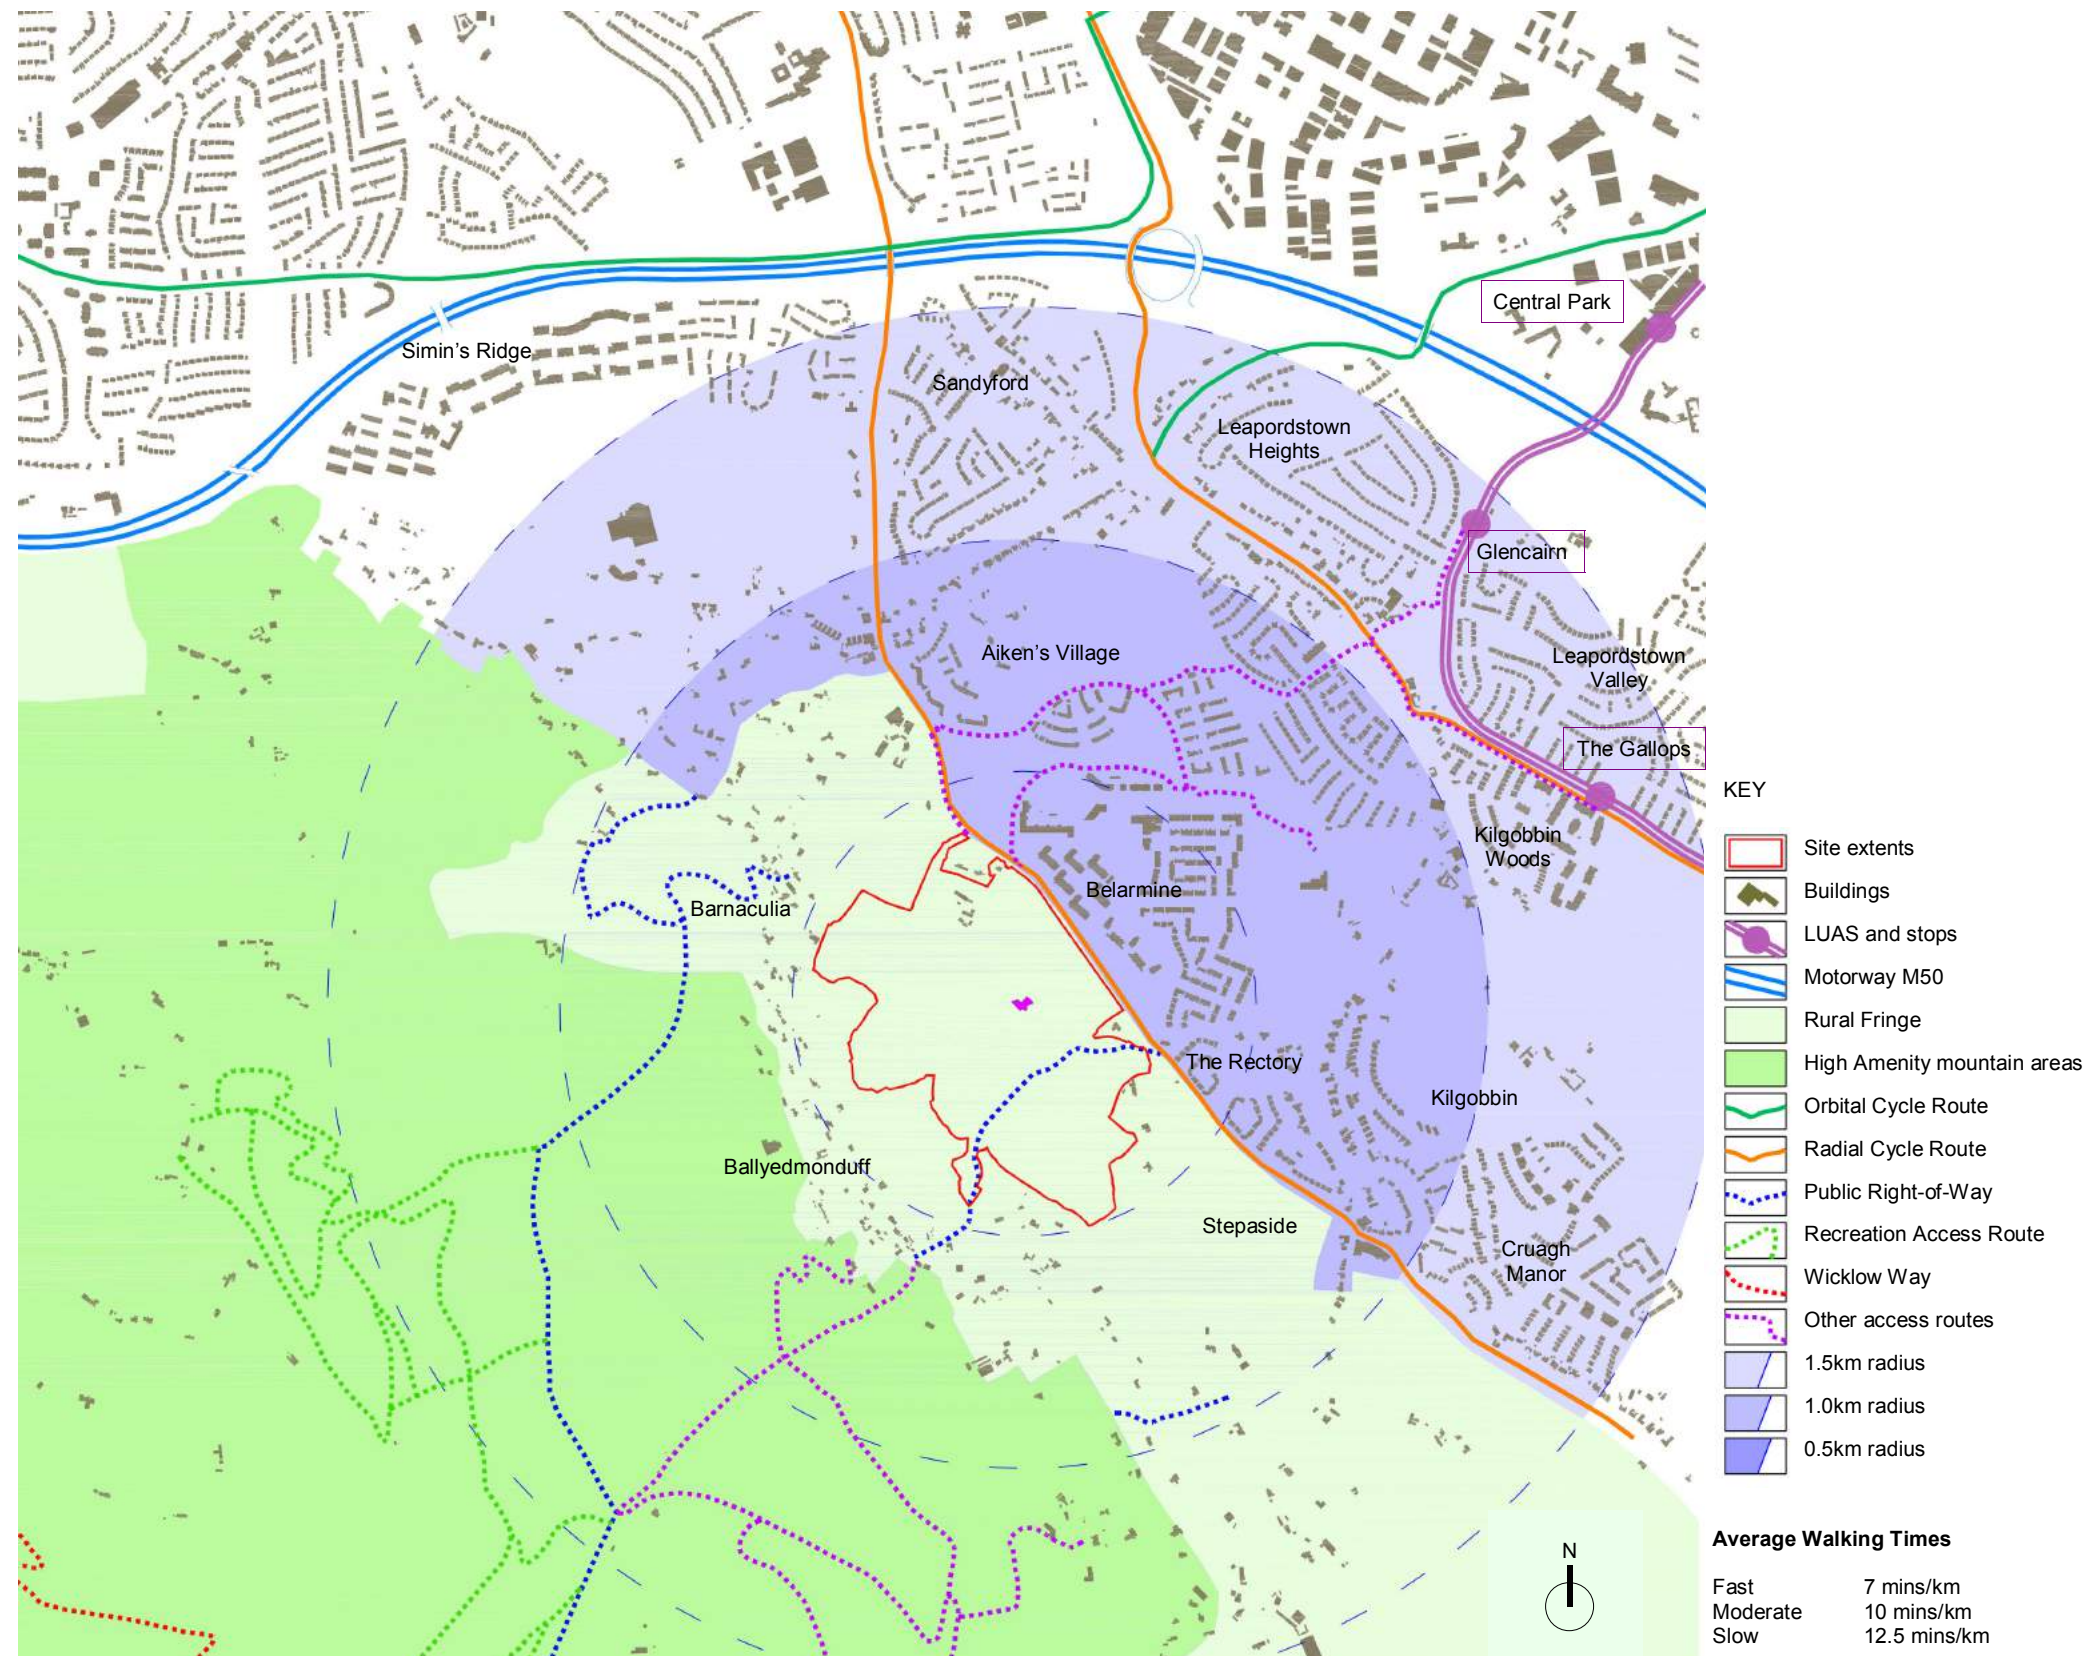 Central Park
Simin's Ridge
Sandyford
Leapordstown
Heights
Glencairn
Aiken's Village
Leapordstown
Valley
The Gallops
Kilgobbin
Woods
Belarmine
Barnaculia
The Rectory
Kilgobbin
Ballyedmonduff
Stepaside
Cruagh
Manor
N
KEY
Site extents
Buildings
LUAS and stops
Motorway M50
Rural Fringe
High Amenity mountain areas
Orbital Cycle Route
Radial Cycle Route
Public Right-of-Way
Recreation Access Route
Wicklow Way
Other access routes
1.5km radius
1.0km radius
0.5km radius
Average Walking Times
Fast 7 mins/km
Moderate 10 mins/km
Slow 12.5 mins/km